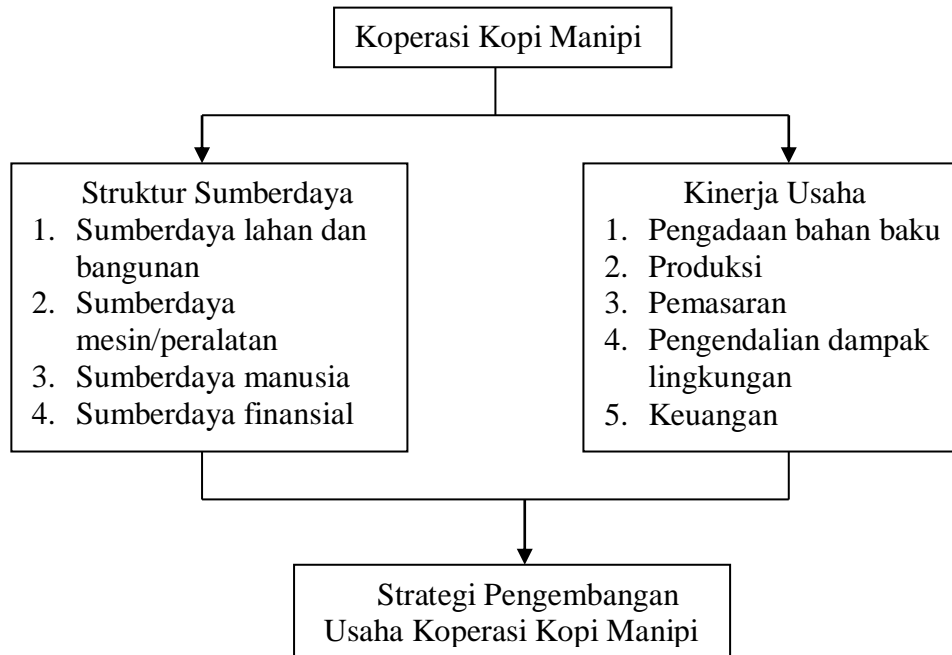 Koperasi Kopi Manipi
Struktur Sumberdaya
1. Sumberdaya lahan dan
bangunan
2. Sumberdaya
mesin/peralatan
3. Sumberdaya manusia
4. Sumberdaya finansial
Kinerja Usaha
1. Pengadaan bahan baku
2. Produksi
3. Pemasaran
4. Pengendalian dampak
lingkungan
5. Keuangan
Strategi Pengembangan
Usaha Koperasi Kopi Manipi